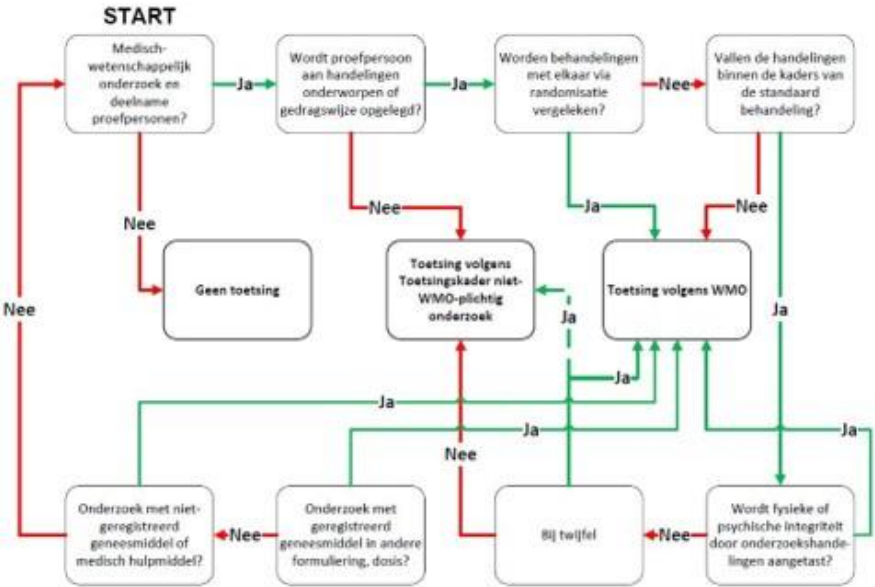 START
Medisch-
wetenschappelijk
onderzoek en
deelname
proefpersonen?
Ja
Wordt proefpersoon
aan handelingen
onderworpen of
gedragswijze opgelegd?
Ja
Worden behandelingen
met elkaar via
randomisatie
vergeleken?
Nee
Vallen de handelingen
binnen de kaders van
de standaard
behandeling?
Nee
Nee
Ja
Nee
Geen toetsing
Toetsing volgens
Toetsingskader niet-
WMO-plichtig
onderzoek
Toetsing volgens WMO
Nee
Ja
Ja
Ja
Ja
Ja
Ja
Nee
Onderzoek met niet-
geregistreerd
geneesmiddel of
medisch hulpmiddel?
Nee
Onderzoek met
geregistreerd
geneesmiddel in andere
formulering, dosis?
Bij twijfel
Nee
Wordt fysieke of
psychische integriteit
door onderzokshande-
lingen aangetast?